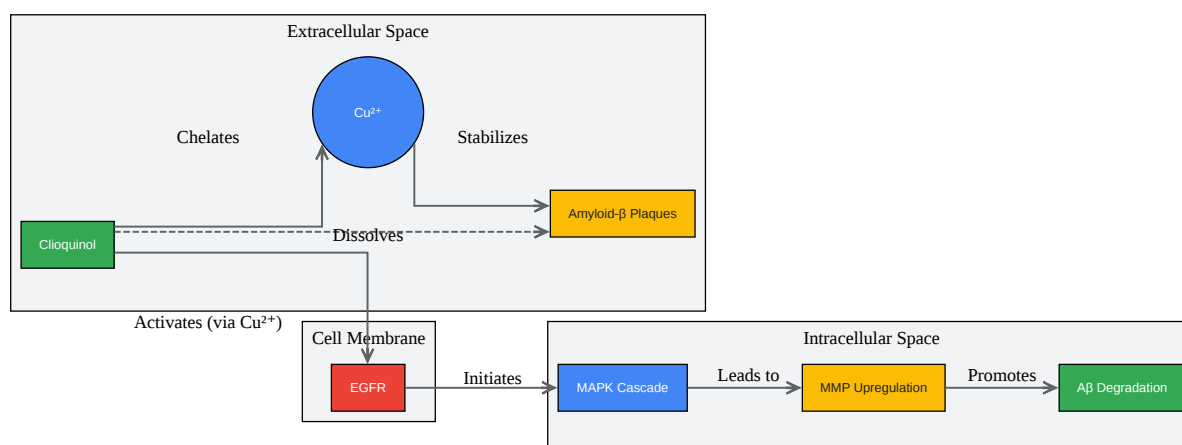 Extracellular Space
Cu²⁺
Chelates
Stabilizes
Amyloid-β Plaques
Clioquinol
Dissolves
Activates (via Cu²⁺)
Cell Membrane
Intracellular Space
EGFR
Initiates
MAPK Cascade
Leads to
MMP Upregulation
Promotes
Aβ Degradation